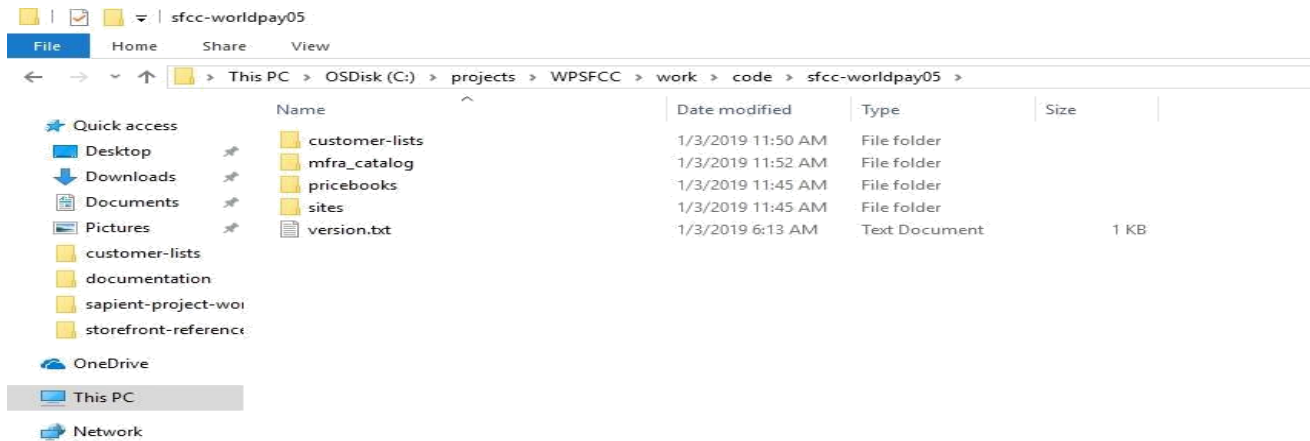 sfcc-worldpay05
File Home Share View
This PC > OSDisk (C:) > projects > WPSFCC > work > code > sfcc-worldpay05 >
Name Date modified Type Size
Quick access
Desktop
Downloads
Documents
Pictures
customer-lists
documentation
sapient-project-wor
storefront-reference
OneDrive
This PC
Network
customer-lists 1/3/2019 11:50 AM File folder
mfra_catalog 1/3/2019 11:52 AM File folder
pricebooks 1/3/2019 11:45 AM File folder
sites 1/3/2019 11:45 AM File folder
version.txt 1/3/2019 6:13 AM Text Document 1 KB